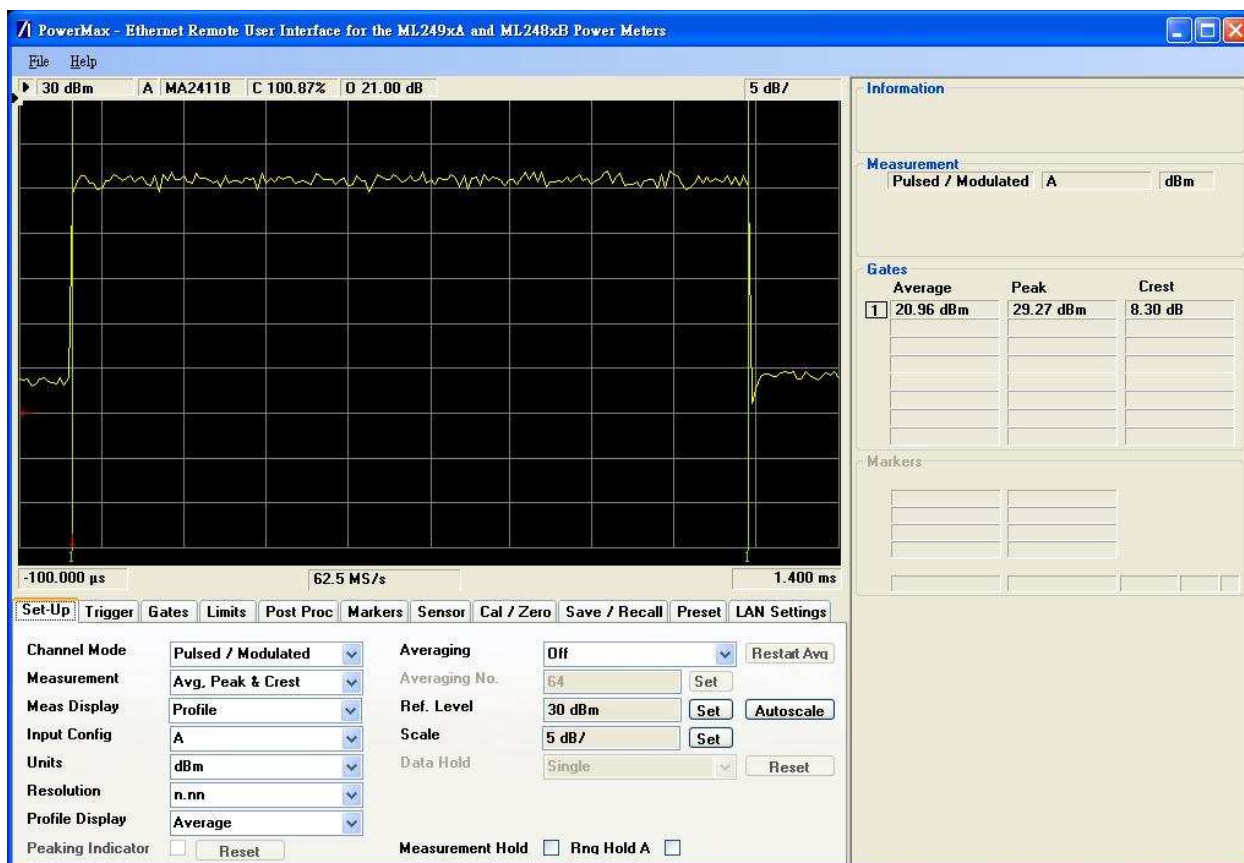 PowerMax - Ethernet Remote User Interface for the ML249xA and ML248xB Power Meters
File Help
30 dBm A MA2411B C 100.87% O 21.00 dB 5 dB/
1 1
-100.000 µs 62.5 MS/s 1.400 ms
Information
Measurement
Pulsed / Modulated A dBm
Gates
Average Peak Crest
1 20.96 dBm 29.27 dBm 8.30 dB
Markers
Set-Up Trigger Gates Limits Post Proc Markers Sensor Cal / Zero Save / Recall Preset LAN Settings
Channel Mode Pulsed / Modulated Averaging Off Restart Avg
Measurement Avg, Peak & Crest Averaging No. 64 Set
Meas Display Profile Ref. Level 30 dBm Set Autoscale
Input Config A Scale 5 dB/ Set
Units dBm Data Hold Single Reset
Resolution n.nn
Profile Display Average
Peaking Indicator Reset Measurement Hold Rng Hold A